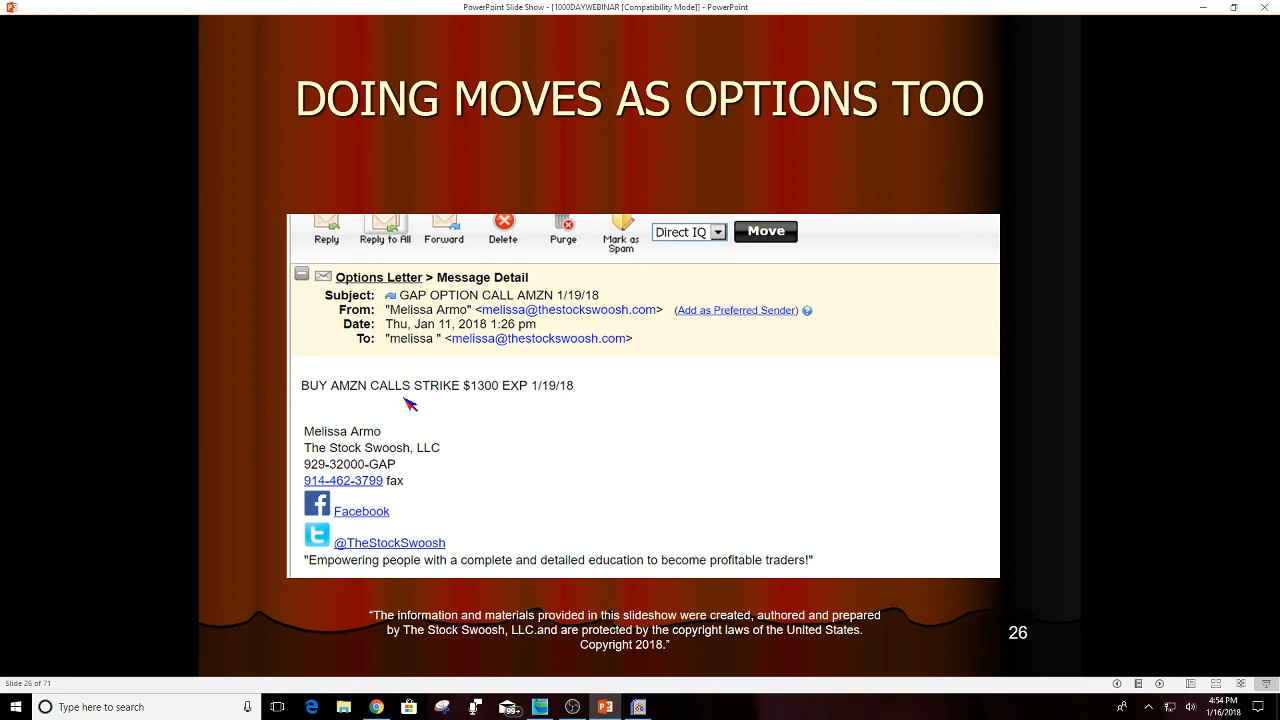 PowerPoint Slide Show - [1000DAYWEBINAR [Compatibility Mode]] - PowerPoint
DOING MOVES AS OPTIONS TOO
Reply Reply to All Forward Delete Purge Mark as Spam Direct IQ Move
Options Letter > Message Detail
Subject: GAP OPTION CALL AMZN 1/19/18
From: "Melissa Armo" <melissa@thestockswoosh.com> (Add as Preferred Sender) ?
Date: Thu, Jan 11, 2018 1:26 pm
To: "melissa " <melissa@thestockswoosh.com>
BUY AMZN CALLS STRIKE $1300 EXP 1/19/18
Melissa Armo
The Stock Swoosh, LLC
929-32000-GAP
914-462-3799 fax
Facebook
@TheStockSwoosh
"Empowering people with a complete and detailed education to become profitable traders!"
“The information and materials provided in this slideshow were created, authored and prepared
by The Stock Swoosh, LLC.and are protected by the copyright laws of the United States.
Copyright 2018.”
26
Slide 26 of 71
Type here to search
99+
4:54 PM
1/16/2018